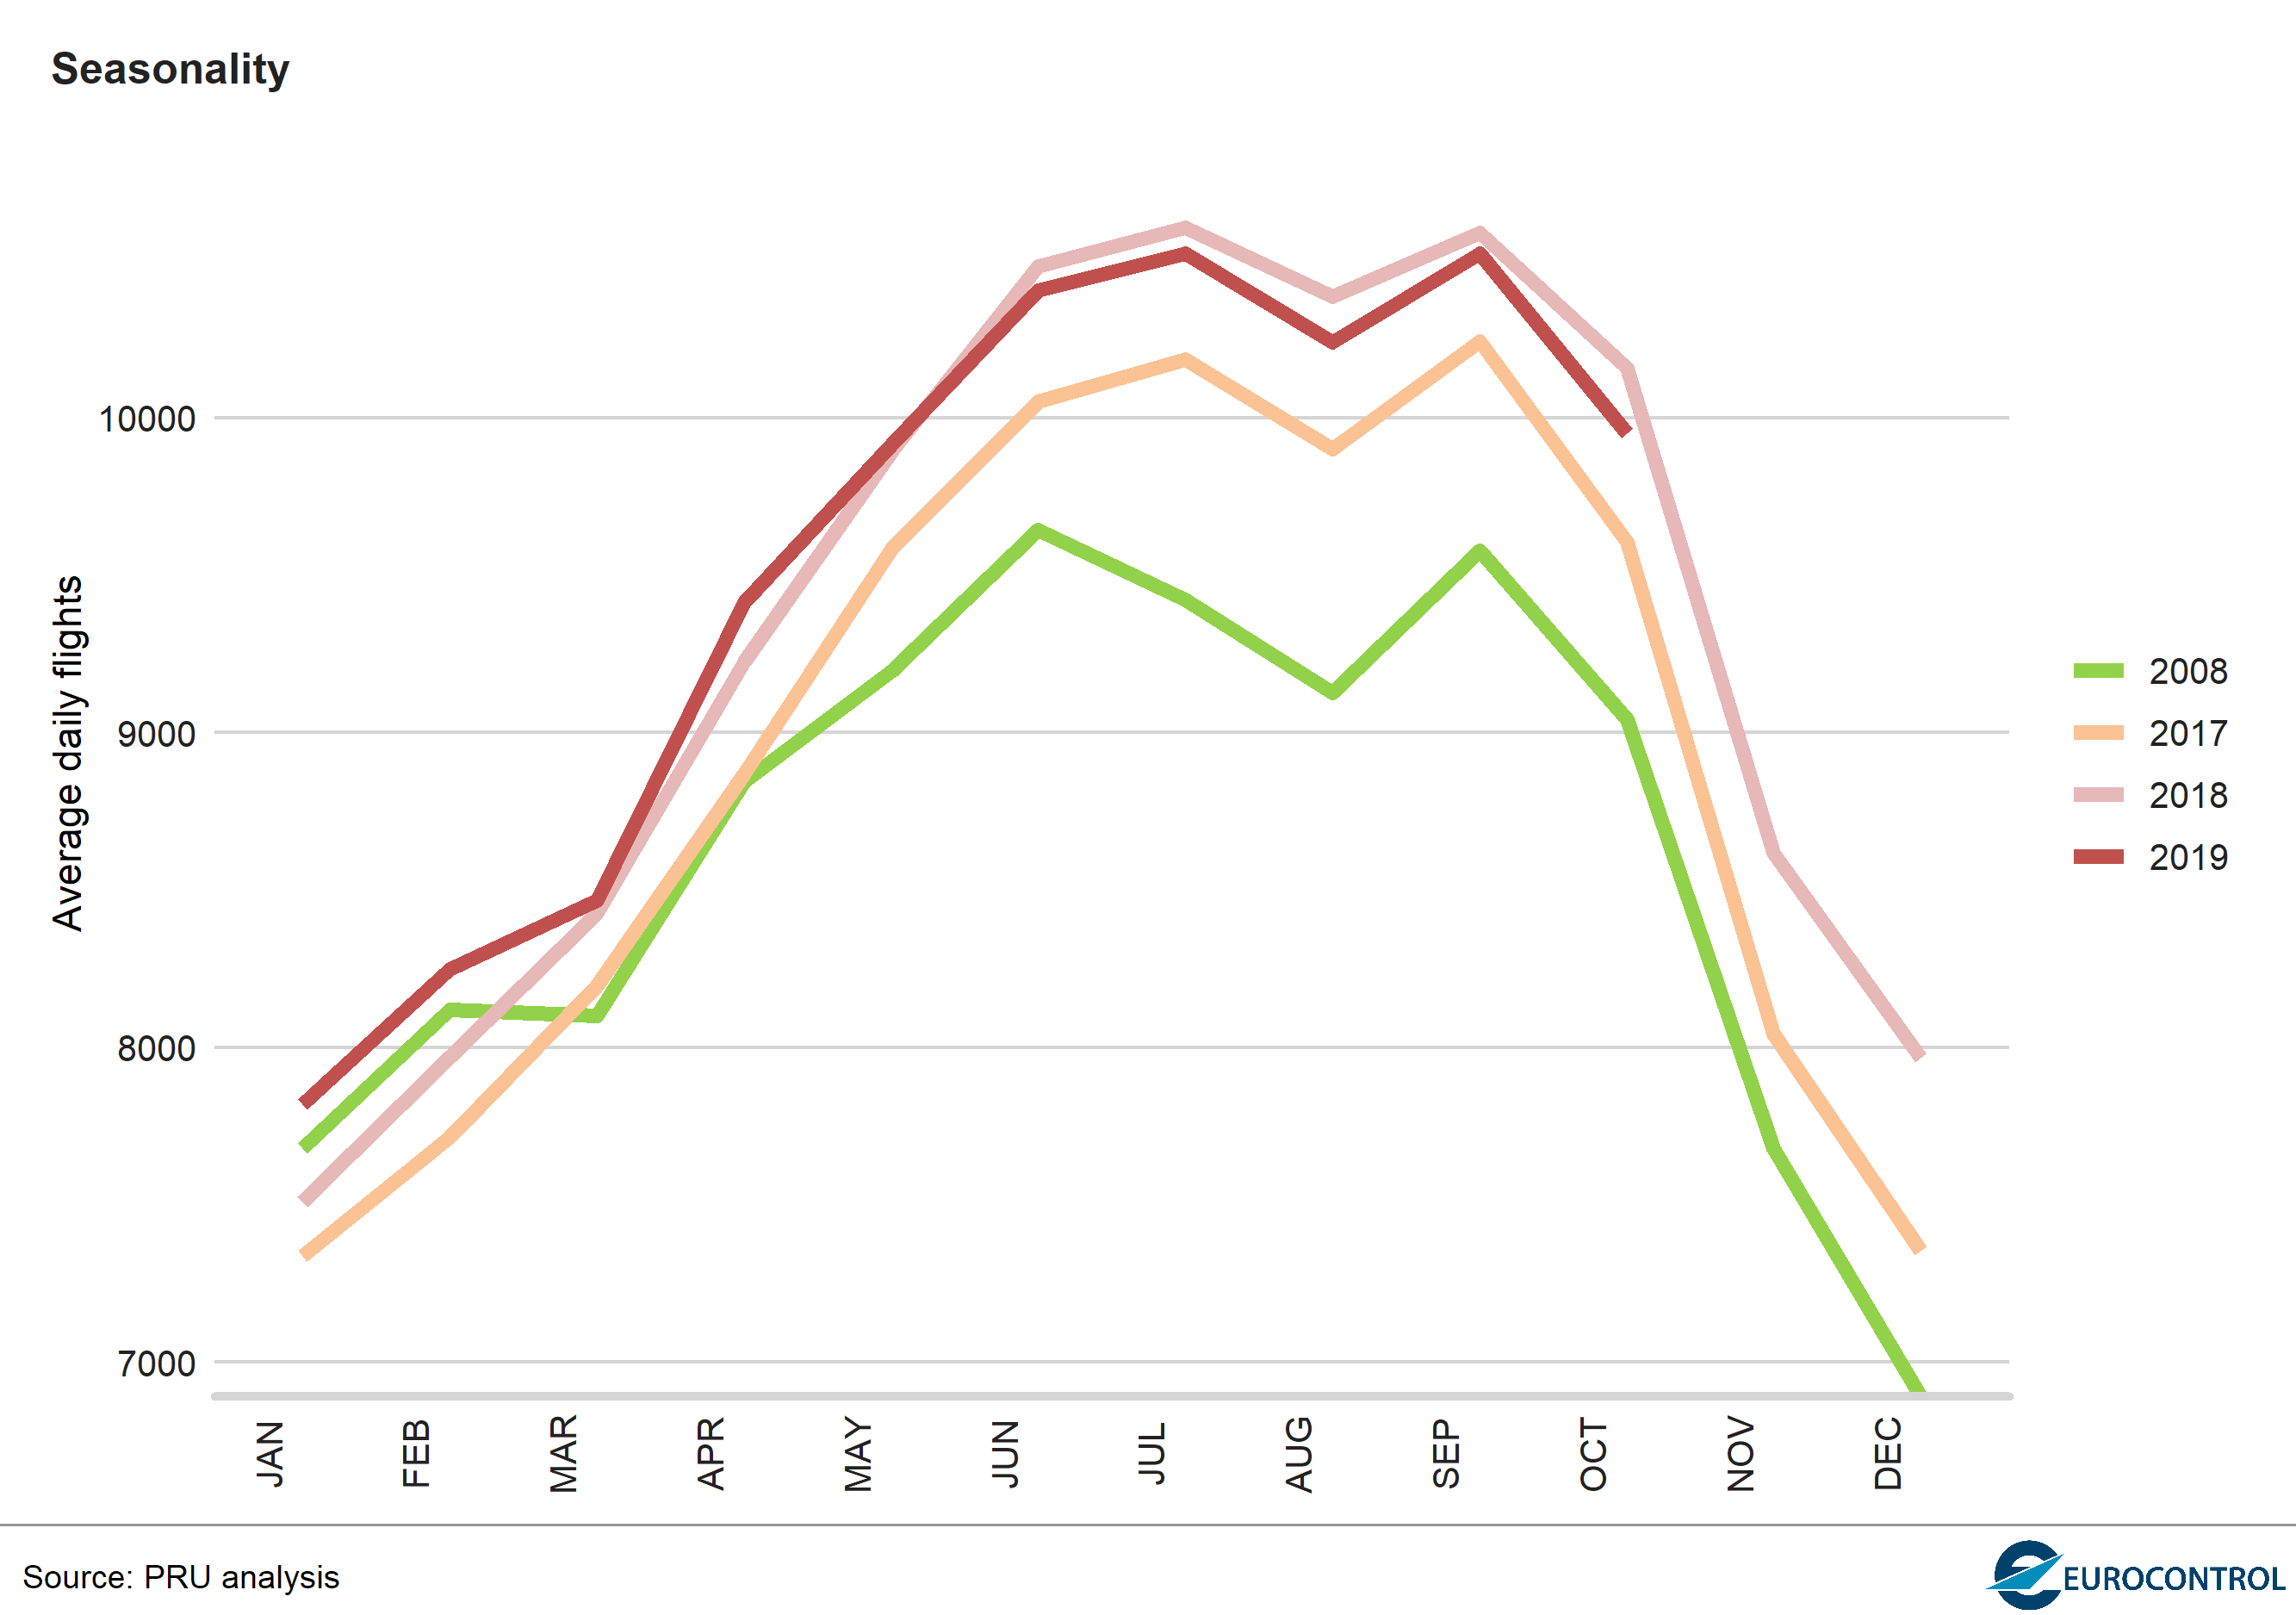 Seasonality
Average daily flights
10000
9000
8000
7000
JAN
FEB
MAR
APR
MAY
JUN
JUL
AUG
SEP
OCT
NOV
DEC
2008
2017
2018
2019
Source: PRU analysis
EUROCONTROL